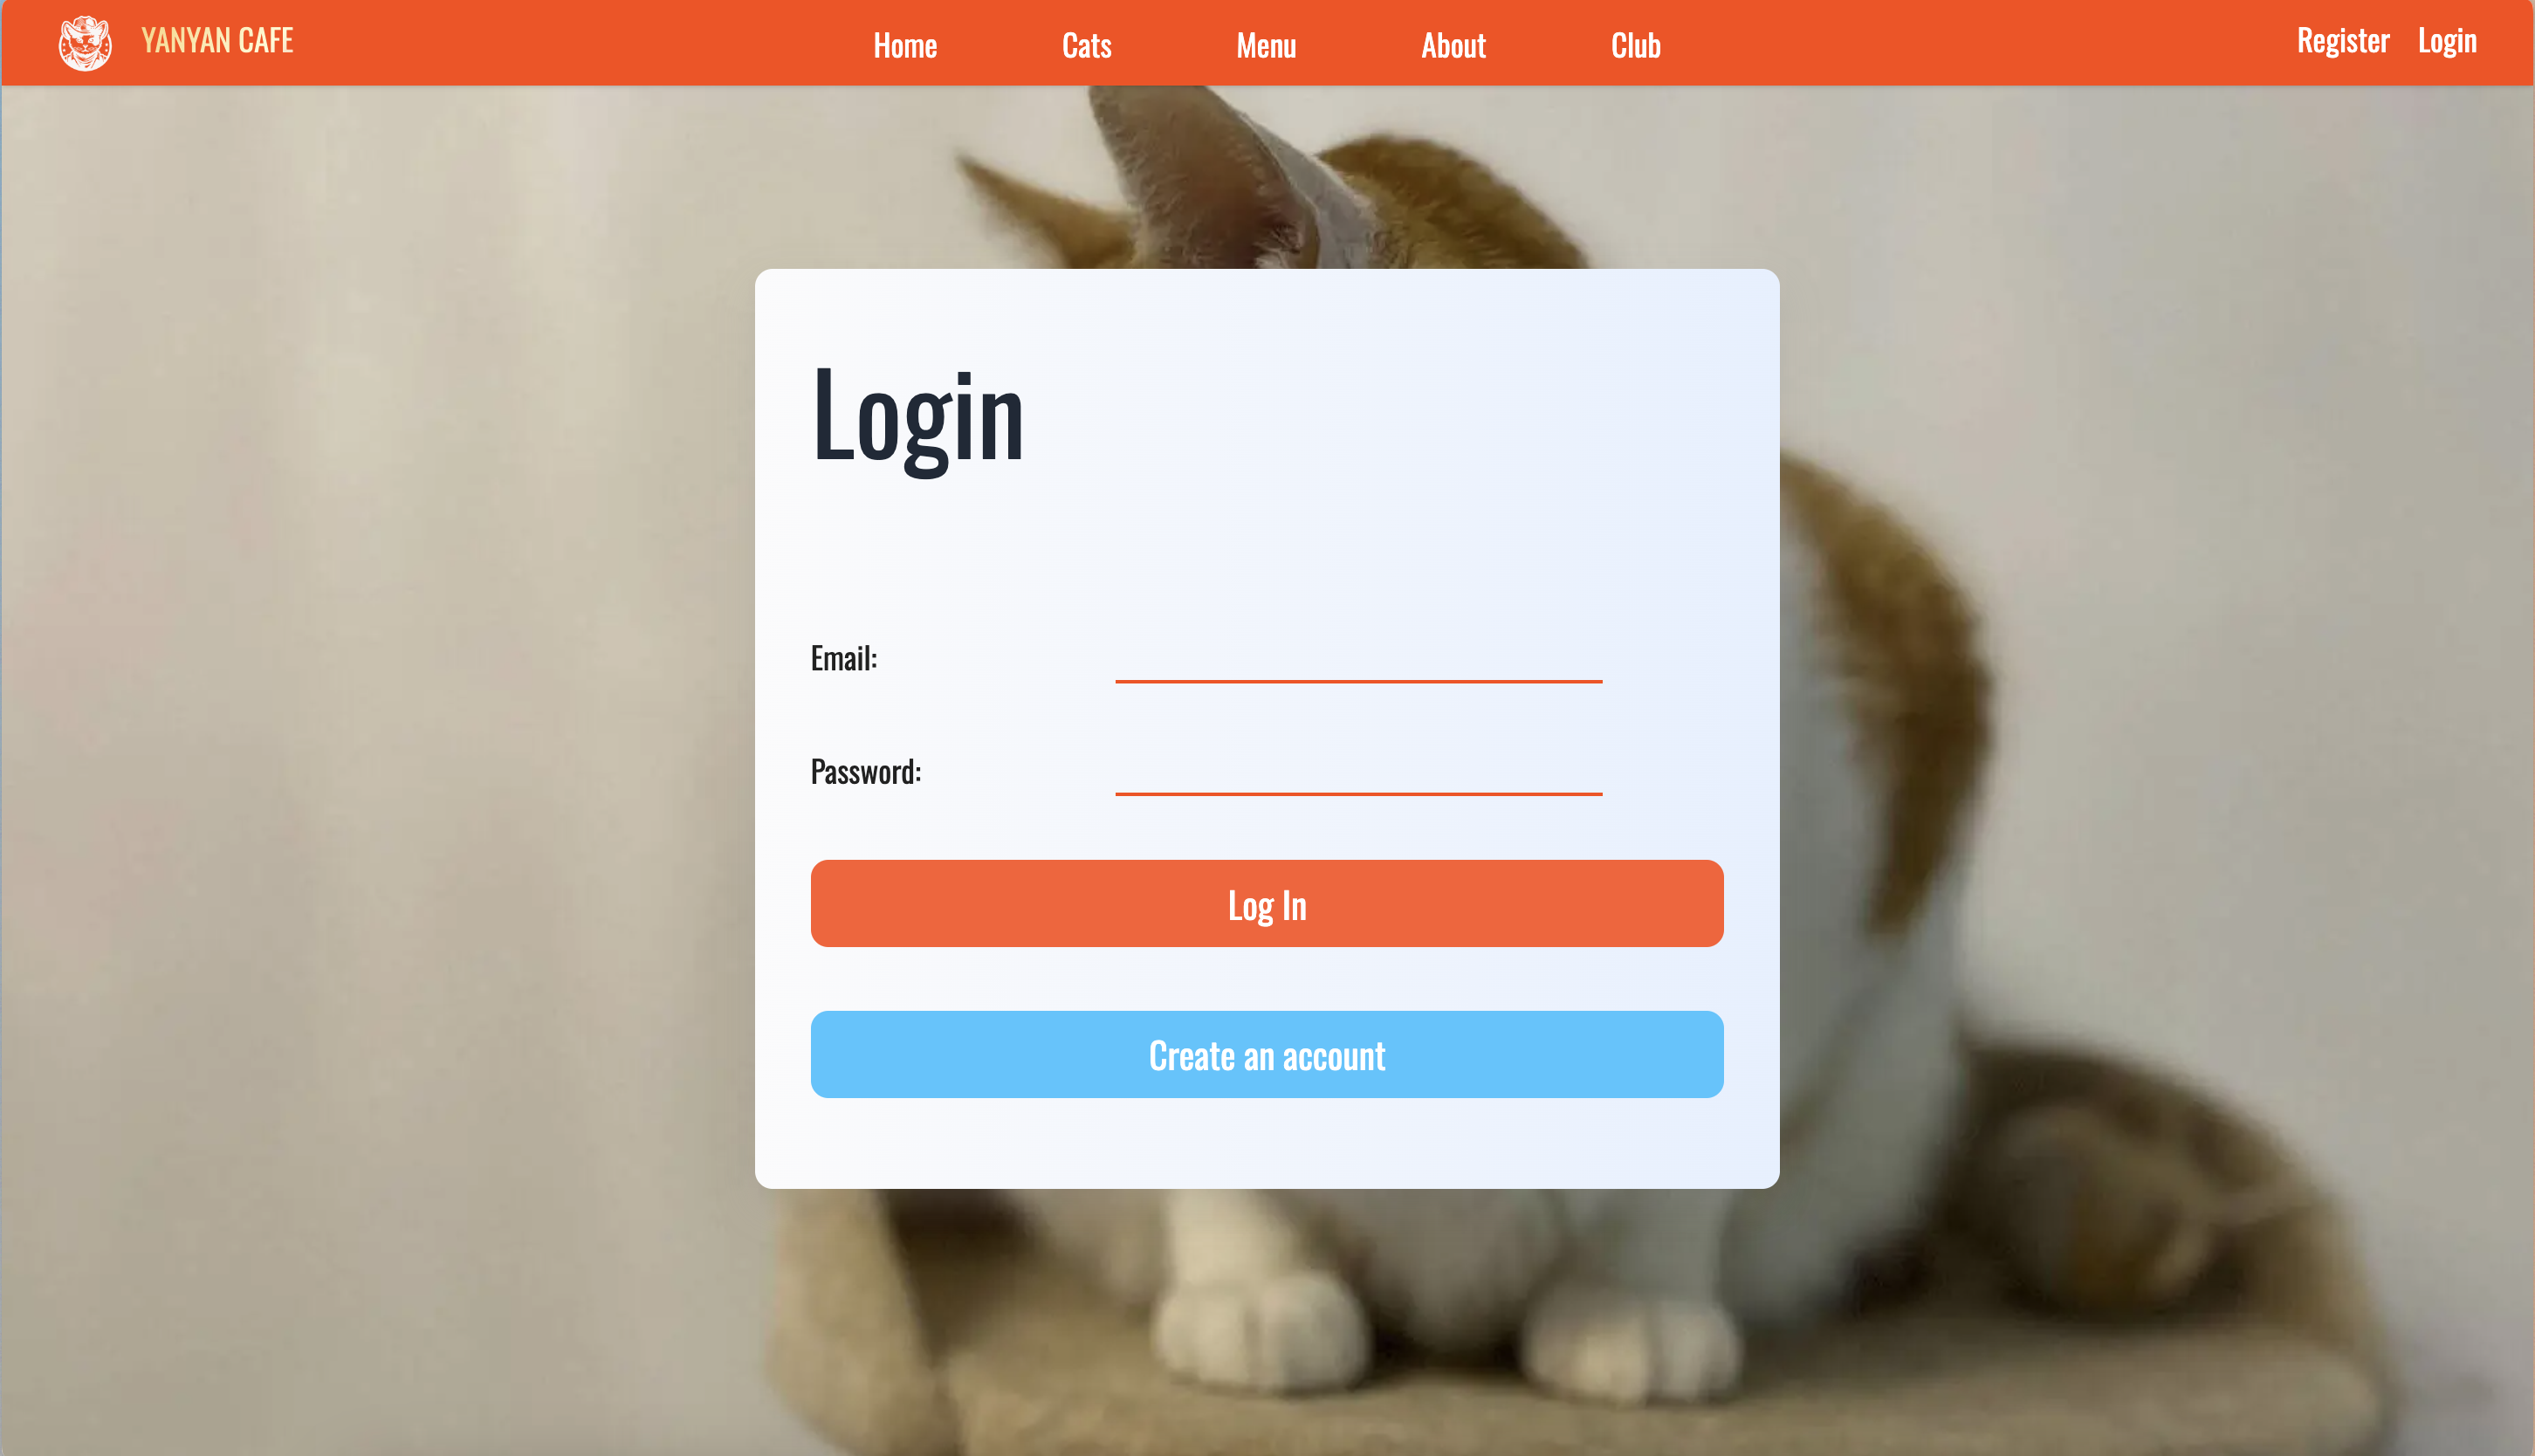 YANYAN CAFE
Home Cats Menu About Club
Register Login
Login
Email:
Password:
Log In
Create an account